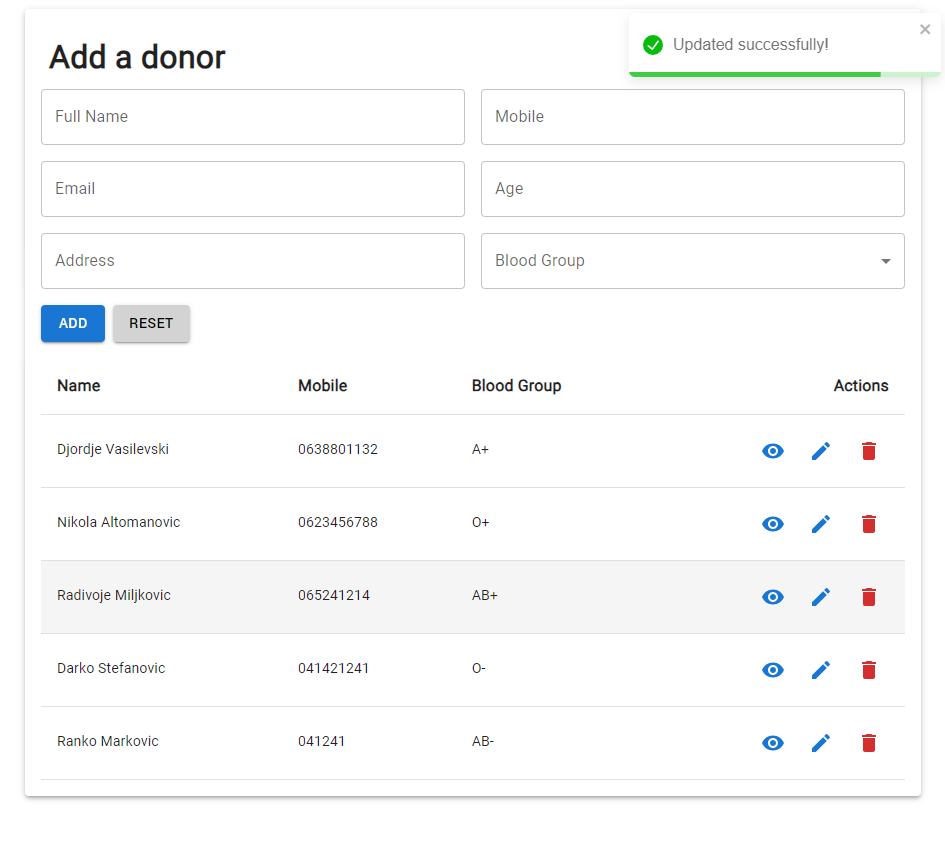 Add a donor
Updated successfully!
Full Name
Mobile
Email
Age
Address
Blood Group
ADD
RESET
Name Mobile Blood Group Actions
Djordje Vasilevski 0638801132 A+
Nikola Altomanovic 0623456788 O+
Radivoje Miljkovic 065241214 AB+
Darko Stefanovic 041421241 O-
Ranko Markovic 041241 AB-